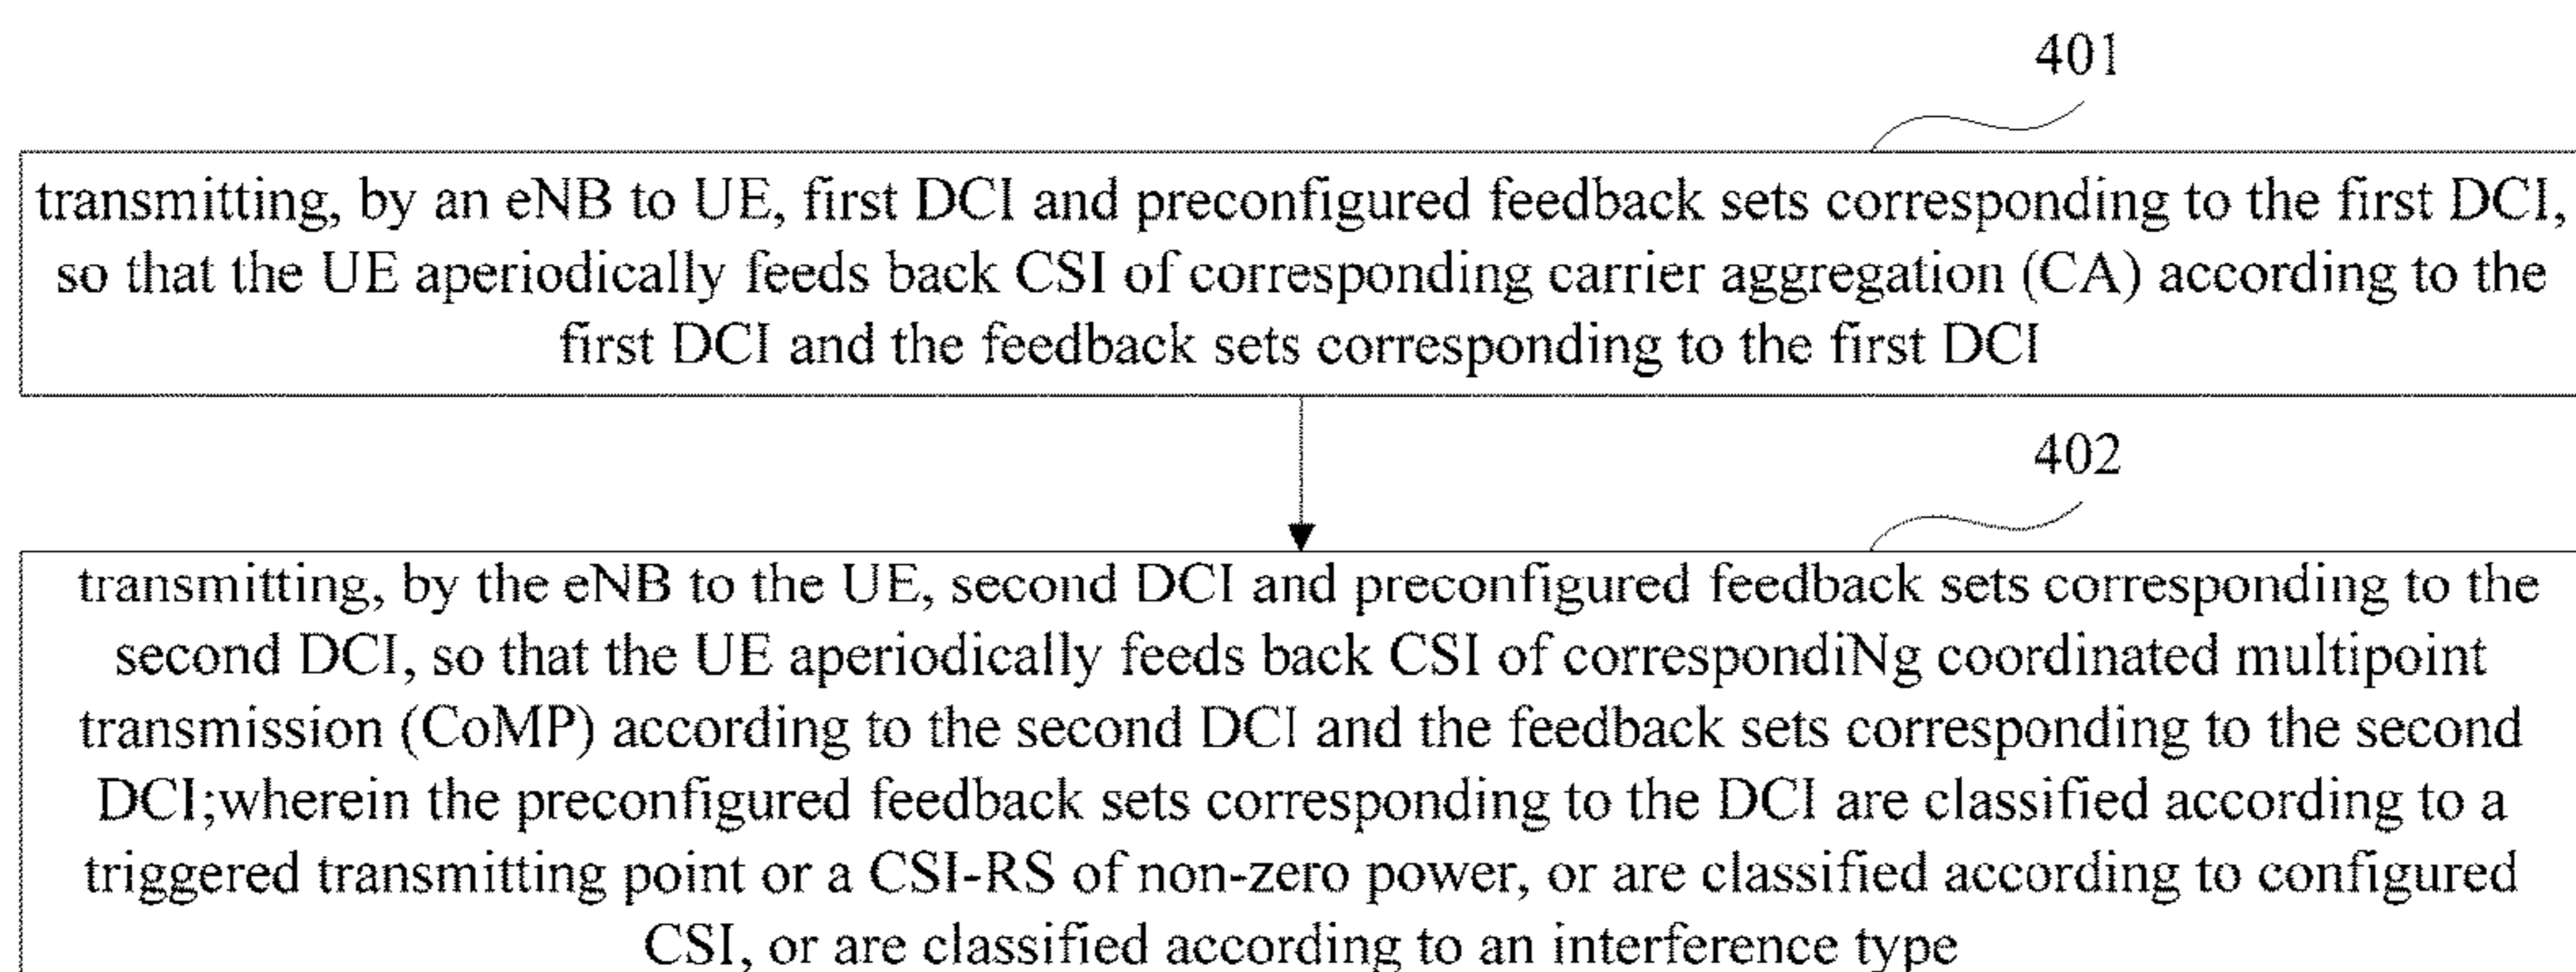 401
transmitting, by an eNB to UE, first DCI and preconfigured feedback sets corresponding to the first DCI,
so that the UE aperiodically feeds back CSI of corresponding carrier aggregation (CA) according to the
first DCI and the feedback sets corresponding to the first DCI
402
transmitting, by the eNB to the UE, second DCI and preconfigured feedback sets corresponding to the
second DCI, so that the UE aperiodically feeds back CSI of correspondiNg coordinated multipoint
transmission (CoMP) according to the second DCI and the feedback sets corresponding to the second
DCI;wherein the preconfigured feedback sets corresponding to the DCI are classified according to a
triggered transmitting point or a CSI-RS of non-zero power, or are classified according to configured
CSI, or are classified according to an interference type